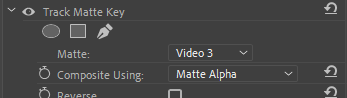 Track Matte Key
Matte: Video 3
Composite Using: Matte Alpha
Reverse